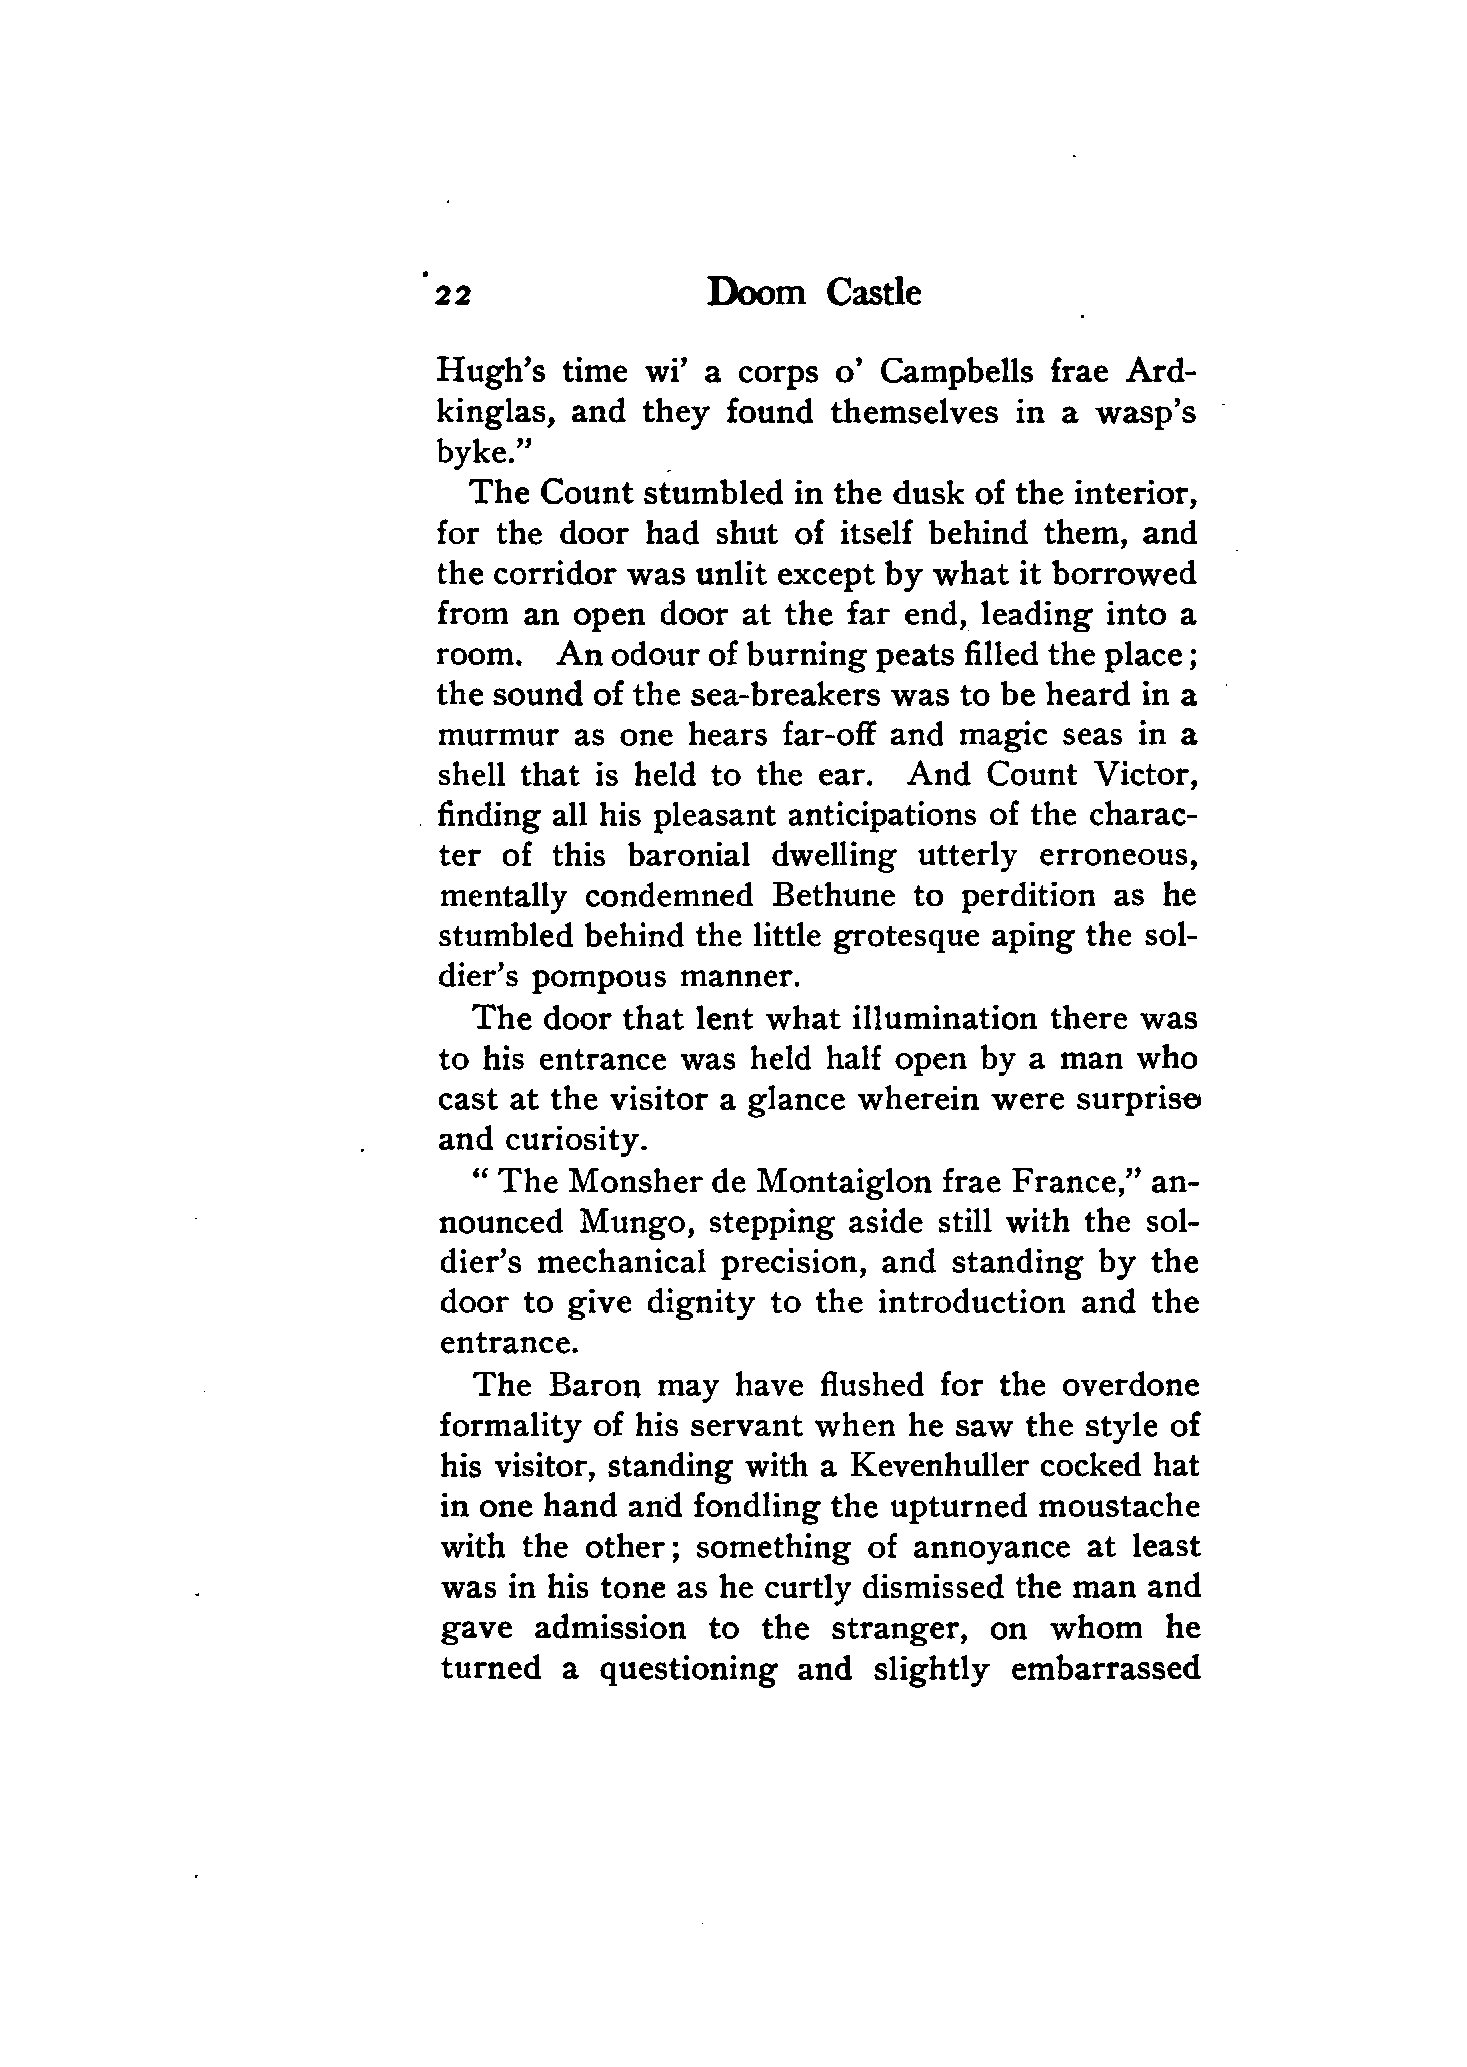 22 Doom Castle
Hugh's time wi' a corps o' Campbells frae Ard-
kinglas, and they found themselves in a wasp's
byke."
The Count stumbled in the dusk of the interior,
for the door had shut of itself behind them, and
the corridor was unlit except by what it borrowed
from an open door at the far end, leading into a
room. An odour of burning peats filled the place;
the sound of the sea-breakers was to be heard in a
murmur as one hears far-off and magic seas in a
shell that is held to the ear. And Count Victor,
finding all his pleasant anticipations of the charac-
ter of this baronial dwelling utterly erroneous,
mentally condemned Bethune to perdition as he
stumbled behind the little grotesque aping the sol-
dier's pompous manner.
The door that lent what illumination there was
to his entrance was held half open by a man who
cast at the visitor a glance wherein were surprise
and curiosity.
"The Monsher de Montaiglon frae France," an-
nounced Mungo, stepping aside still with the sol-
dier's mechanical precision, and standing by the
door to give dignity to the introduction and the
entrance.
The Baron may have flushed for the overdone
formality of his servant when he saw the style of
his visitor, standing with a Kevenhuller cocked hat
in one hand and fondling the upturned moustache
with the other; something of annoyance at least
was in his tone as he curtly dismissed the man and
gave admission to the stranger, on whom he
turned a questioning and slightly embarrassed